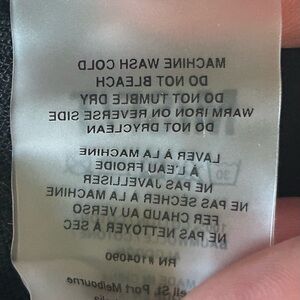 MACHINE WASH COLD
DO NOT BLEACH
DO NOT TUMBLE DRY
WARM IRON ON REVERSE SIDE
DO NOT DRYCLEAN
LAVER À LA MACHINE
À L'EAU FROIDE
NE PAS JAVELLISER
NE PAS SÉCHER À LA MACHINE
FER CHAUD AU VERSO
NE PAS NETTOYER À SEC
RN #104090
St. Port Melbourne